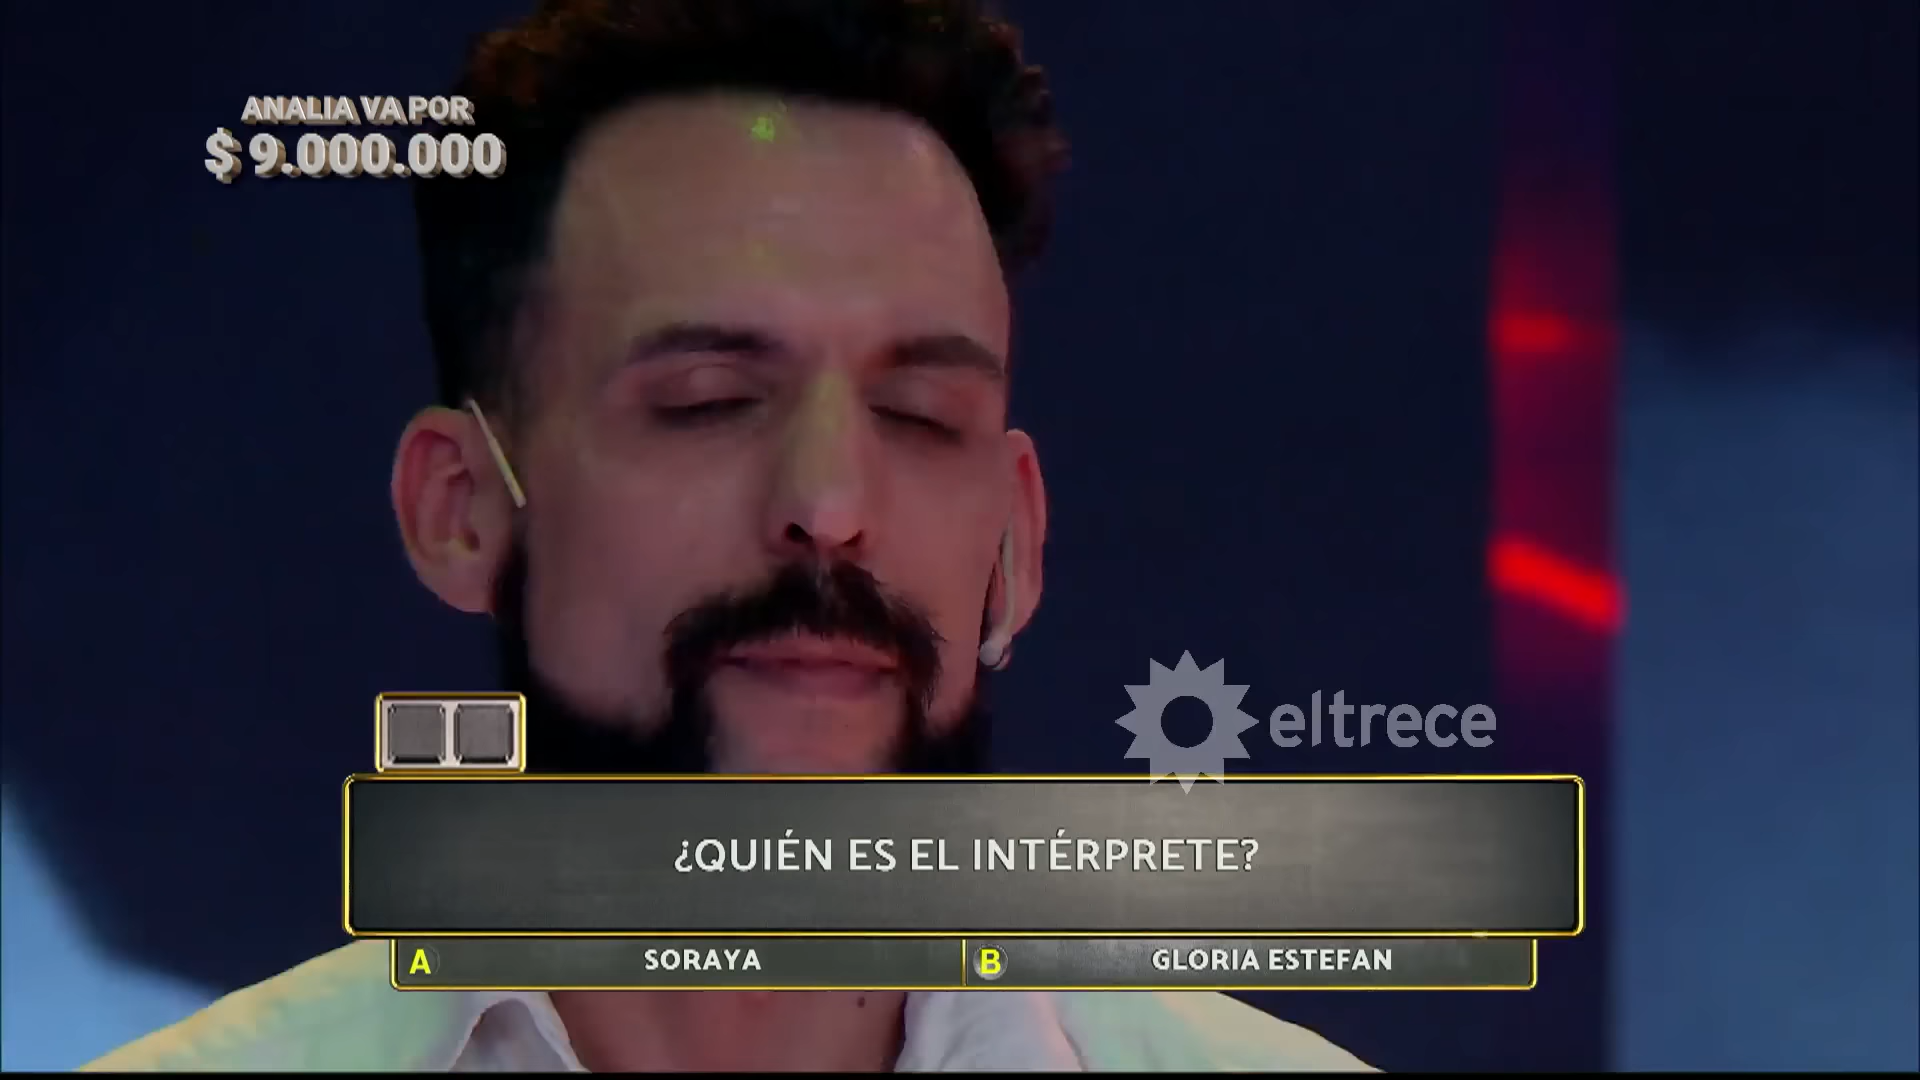 ANALIA VA POR
$ 9.000.000
eltrece
¿QUIÉN ES EL INTÉRPRETE?
A SORAYA
B GLORIA ESTEFAN